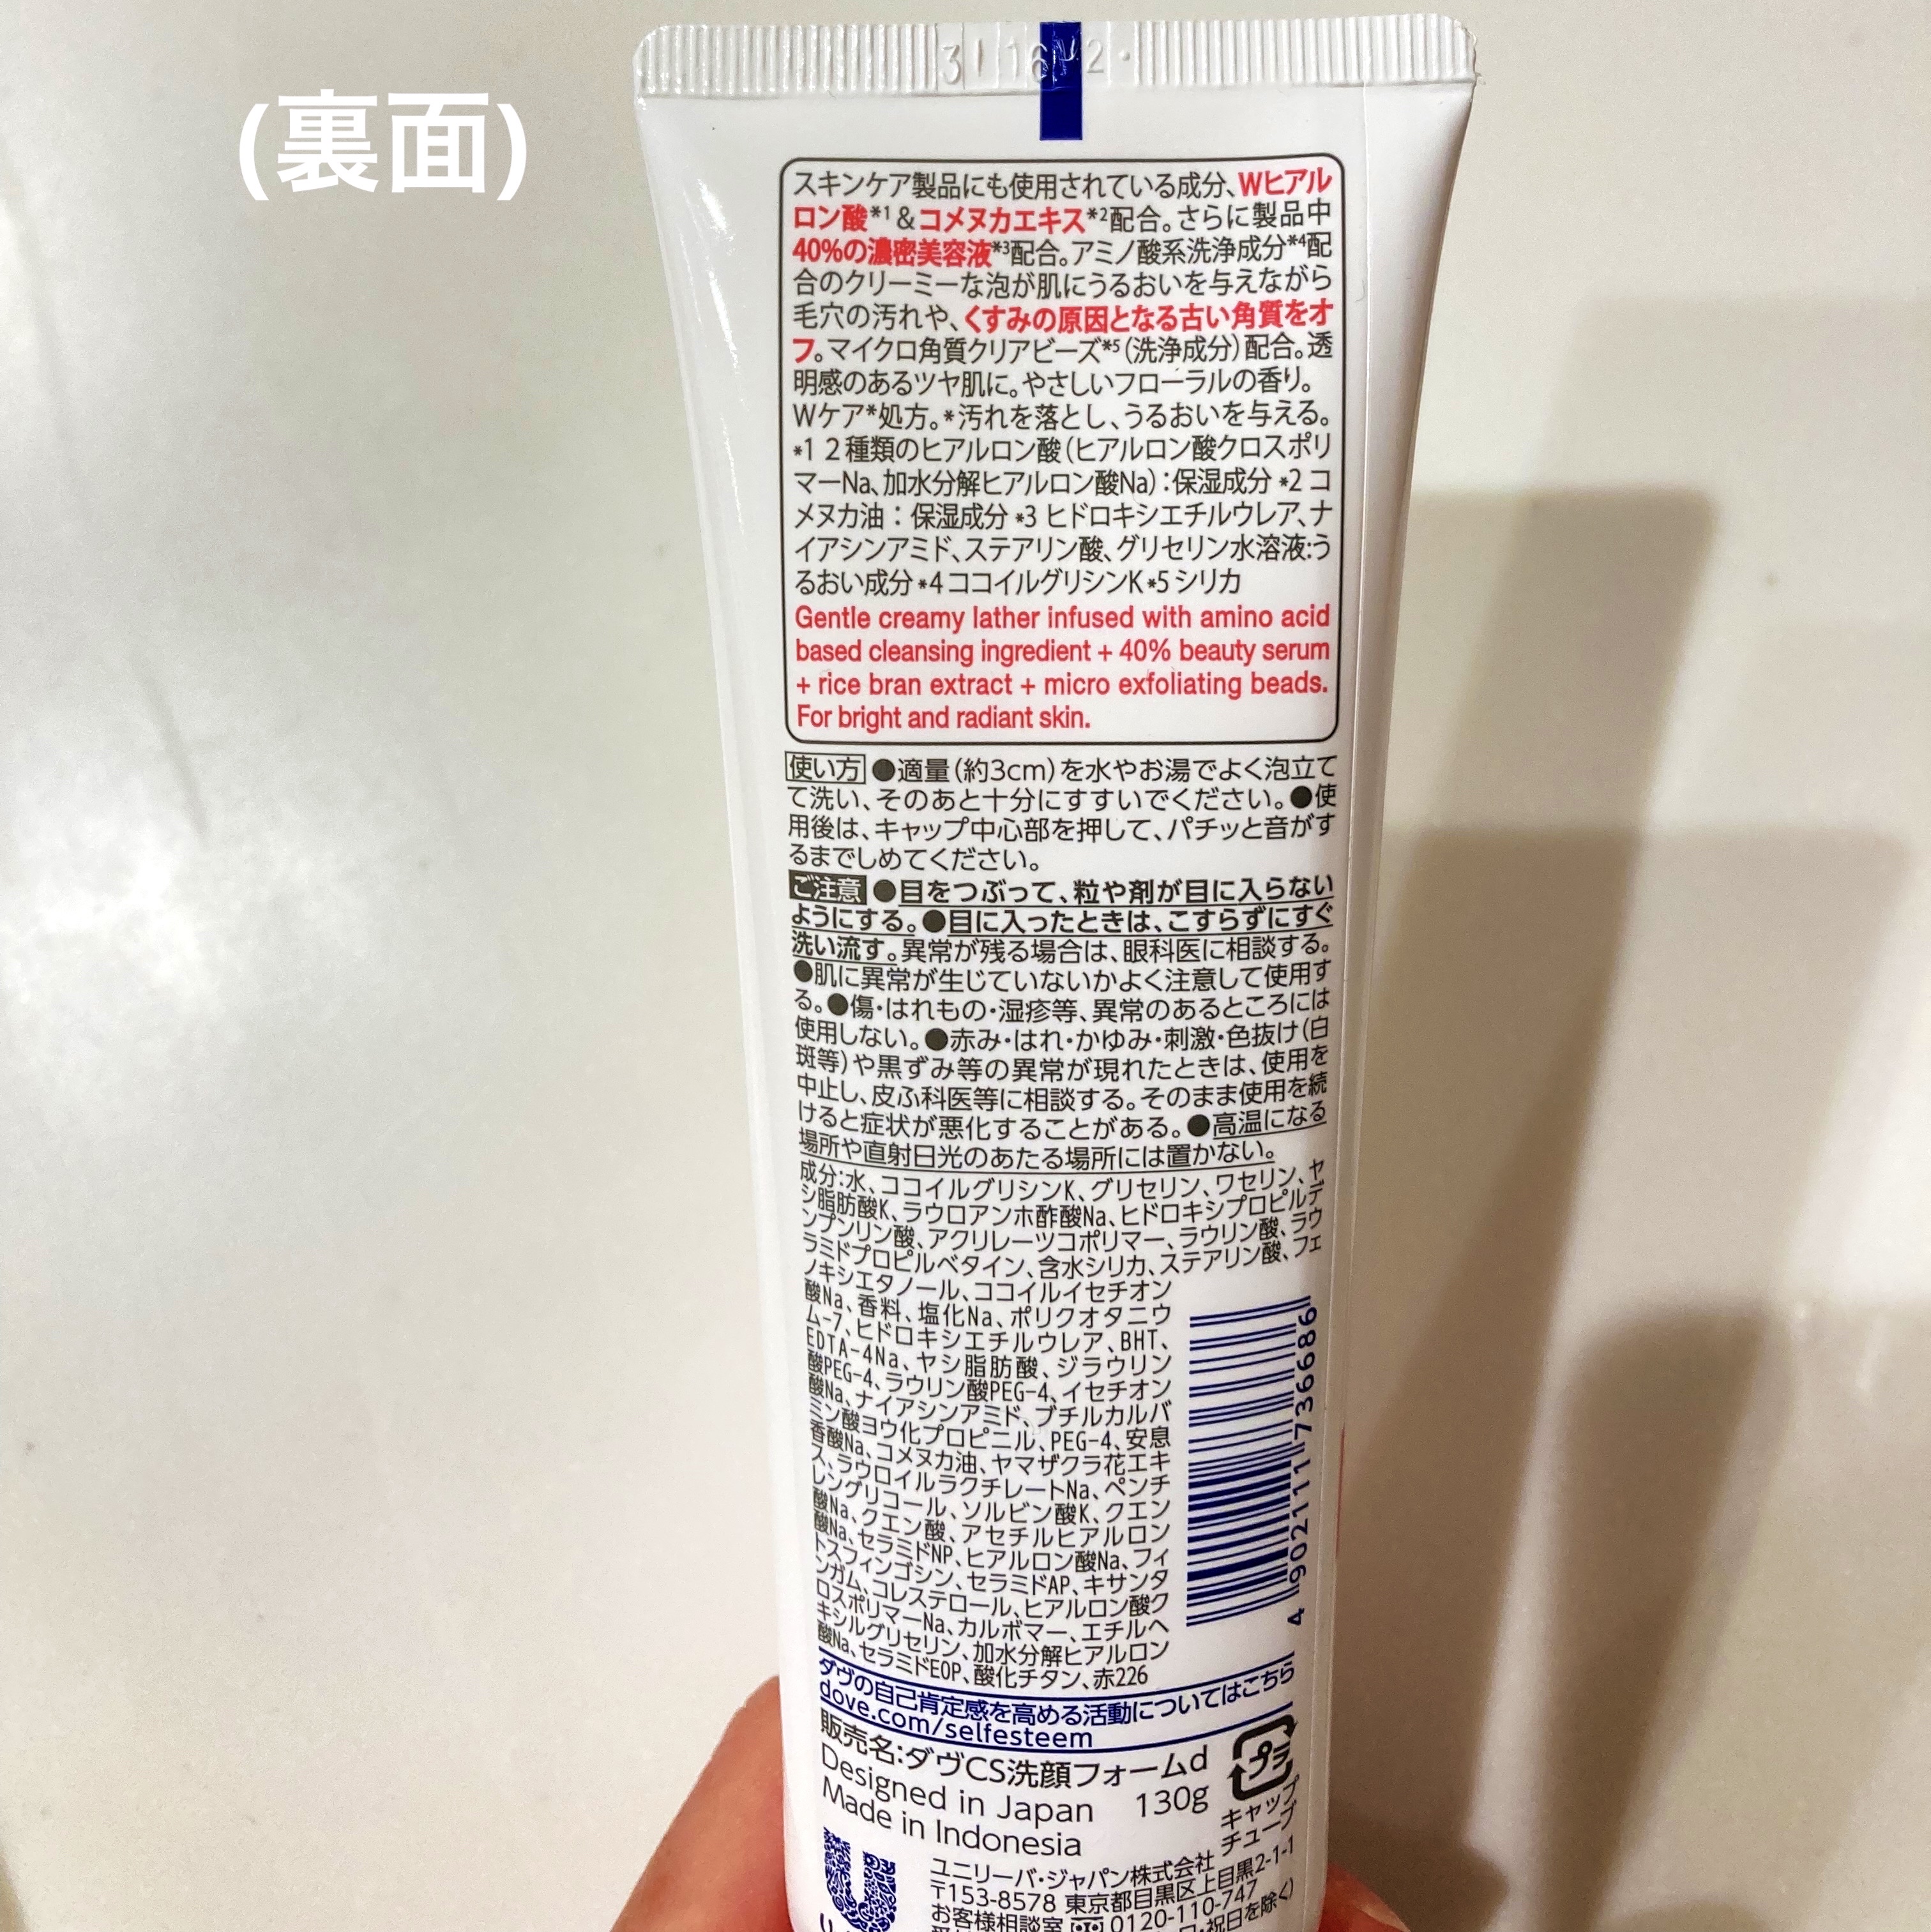 (裏面)
スキンケア製品にも使用されている成分、Wヒアル
ロン酸*1&コメヌカエキス*2配合。さらに製品中
40%の濃密美容液*3配合。アミノ酸系洗浄成分*4配
合のクリーミーな泡が肌にうるおいを与えながら
毛穴の汚れや、くすみの原因となる古い角質をオ
フ。マイクロ角質クリアビーズ*5(洗浄成分)配合。透
明感のあるツヤ肌に。やさしいフローラルの香り。
Wケア*処方。*汚れを落とし、うるおいを与える。
*1 2種類のヒアルロン酸(ヒアルロン酸クロスポリ
マーNa、加水分解ヒアルロン酸Na):保湿成分 *2 コ
メヌカ油:保湿成分 *3 ヒドロキシエチルウレア、ナ
イアシンアミド、ステアリン酸、グリセリン水溶液:う
るおい成分 *4 ココイルグリシンK *5 シリカ
Gentle creamy lather infused with amino acid
based cleansing ingredient + 40% beauty serum
+ rice bran extract + micro exfoliating beads.
For bright and radiant skin.
使い方 ●適量(約3cm)を水やお湯でよく泡立て
て洗い、そのあと十分にすすいでください。●使
用後は、キャップ中心部を押して、パチッと音がす
るまでしめてください。
ご注意 ●目をつぶって、粒や剤が目に入らない
ようにする。●目に入ったときは、こすらずにすぐ
洗い流す。異常が残る場合は、眼科医に相談する。
●肌に異常が生じていないかよく注意して使用す
る。●傷・はれもの・湿疹等、異常のあるところには
使用しない。●赤み・はれ・かゆみ・刺激・色抜け(白
斑等)や黒ずみ等の異常が現れたときは、使用を
中止し、皮ふ科医等に相談する。そのまま使用を続
けると症状が悪化することがある。●高温になる
場所や直射日光のあたる場所には置かない。
成分:水、ココイルグリシンK、グリセリン、ワセリン、ヤ
シ脂肪酸K、ラウロアンホ酢酸Na、ヒドロキシプロピルデ
ンプンリン酸、アクリレーツコポリマー、ラウリン酸、ラウ
ラミドプロピルベタイン、含水シリカ、ステアリン酸、フェ
ノキシエタノール、ココイルイセチオン
酸Na、香料、塩化Na、ポリクオタニウ
ム-7、ヒドロキシエチルウレア、BHT、
EDTA-4Na、ヤシ脂肪酸、ジラウリン
酸PEG-4、ラウリン酸PEG-4、イセチオン
酸Na、ナイアシンアミド、ブチルカルバ
ミン酸ヨウ化プロピニル、PEG-4、安息
香酸Na、コメヌカ油、ヤマザクラ花エキ
ス、ラウロイルラクチレートNa、ペンチ
レングリコール、ソルビン酸K、クエン
酸Na、クエン酸、アセチルヒアルロン
酸Na、セラミドNP、ヒアルロン酸Na、フィ
トスフィンゴシン、セラミドAP、キサンタ
ンガム、コレステロール、ヒアルロン酸ク
ロスポリマーNa、カルボマー、エチルヘ
キシルグリセリン、加水分解ヒアルロン
酸Na、セラミドEOP、酸化チタン、赤226
4 902111 736686
ダヴの自己肯定感を高める活動についてはこちら
dove.com/selfesteem
販売名:ダヴCS洗顔フォームd
Designed in Japan 130g
Made in Indonesia
プラ
キャップ
チューブ
ユニリーバ・ジャパン株式会社
〒153-8578 東京都目黒区上目黒2-1-1
お客様相談室 0120-110-747
日・祝日を除く)